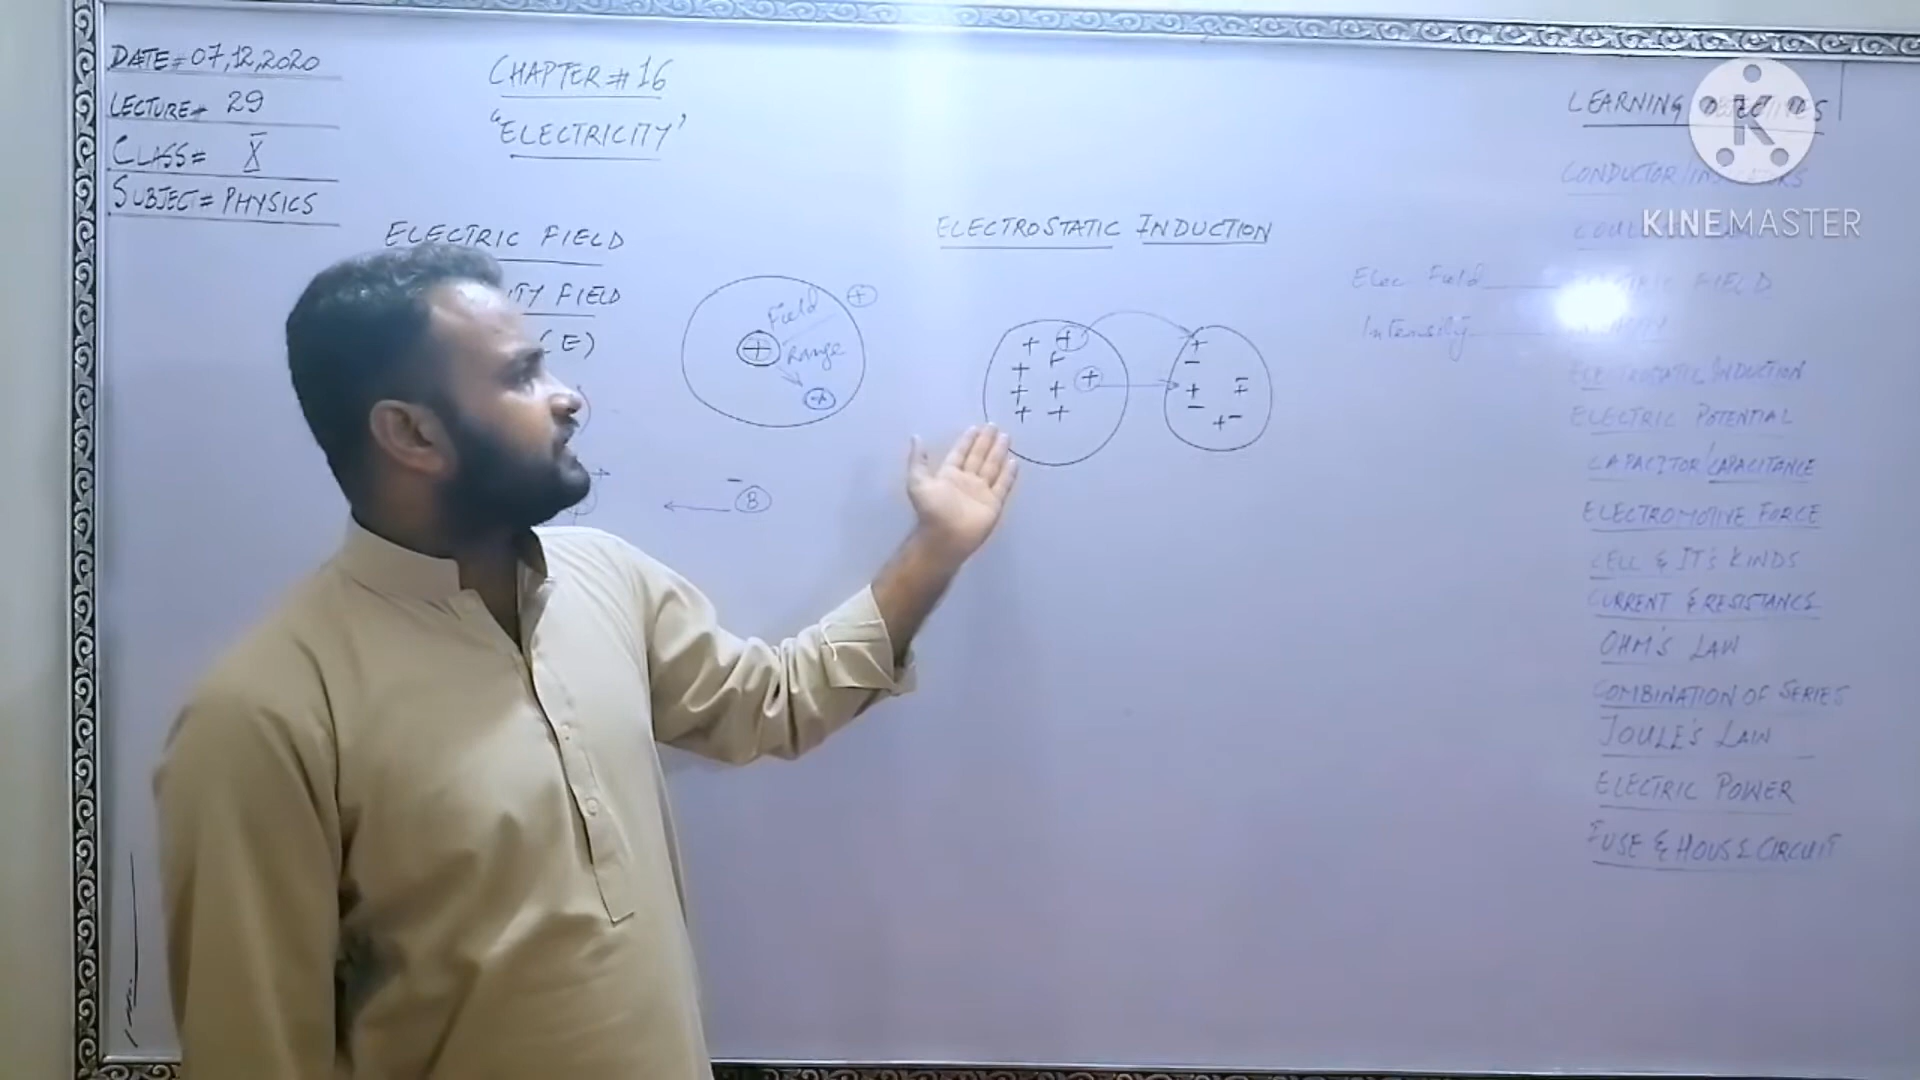 DATE# 07,12,2020
LECTURE# 29
CLASS= X
SUBJECT= PHYSICS
CHAPTER# 16
"ELECTRICITY"
ELECTRIC FIELD
FIELD
(E)
Field
Range
+
+
+
- B
ELECTROSTATIC INDUCTION
+ +
+
+ + +
+ +
+ +
+
-
+
-
+ -
LEARNING
KINEMASTER
CONDUCTOR/
Elec Field FIELD
Intensity
ELECTROSTATIC INDUCTION
ELECTRIC POTENTIAL
CAPACITOR/CAPACITANCE
ELECTROMOTIVE FORCE
CELL & IT'S KINDS
CURRENT & RESISTANCE
OHM'S LAW
COMBINATION OF SERIES
JOULE'S LAW
ELECTRIC POWER
FUSE & HOUSE CIRCUIT